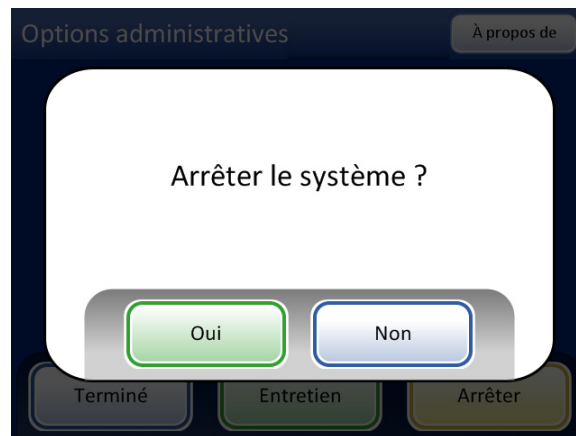 Options administratives
À propos de
Arrêter le système ?
Oui
Non
Terminé
Entretien
Arrêter